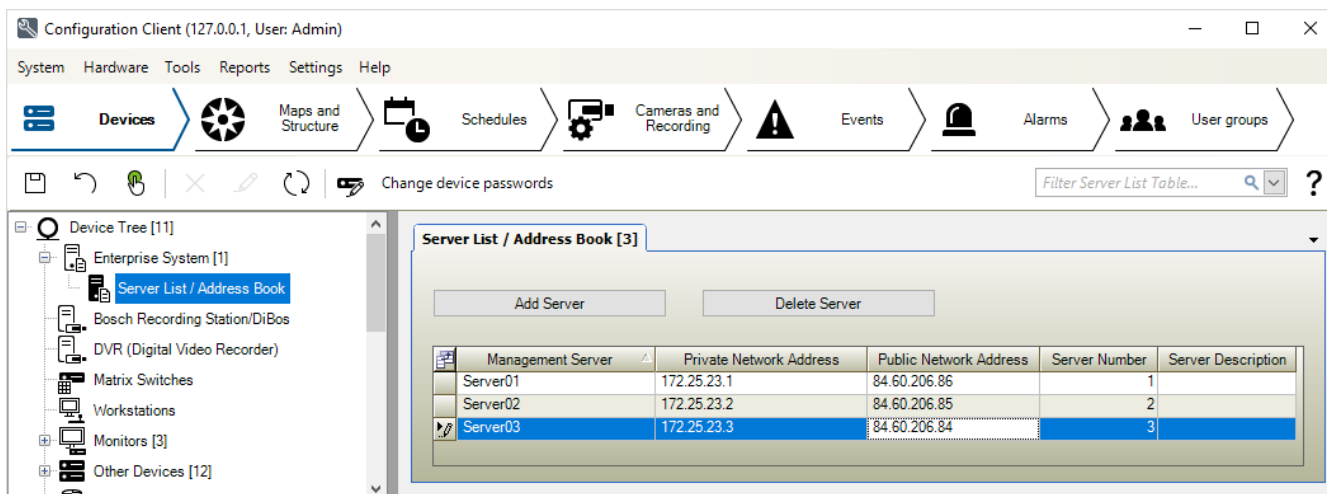 Configuration Client (127.0.0.1, User: Admin)
System Hardware Tools Reports Settings Help
Devices Maps and Structure Schedules Cameras and Recording Events Alarms User groups
Change device passwords Filter Server List Table... ?
Device Tree [11]
Enterprise System [1]
Server List / Address Book
Bosch Recording Station/DiBos
DVR (Digital Video Recorder)
Matrix Switches
Workstations
Monitors [3]
Other Devices [12]
Server List / Address Book [3]
Add Server Delete Server
Management Server Private Network Address Public Network Address Server Number Server Description
Server01 172.25.23.1 84.60.206.86 1
Server02 172.25.23.2 84.60.206.85 2
Server03 172.25.23.3 84.60.206.84 3